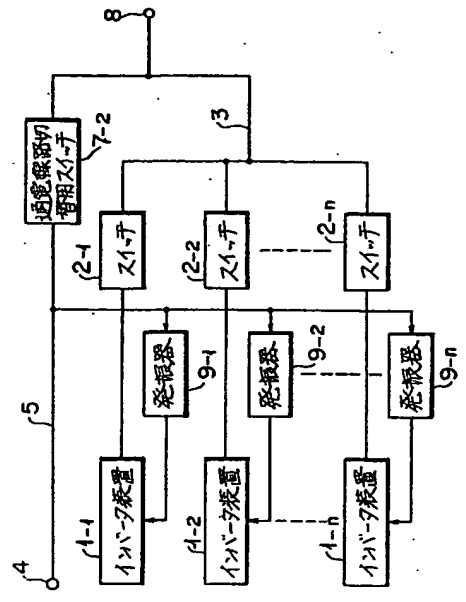 4
5
通電線路切
替用スイッチ
7-2
8
3
1-1
インバータ装置
2-1
スイッチ
発振器
9-1
1-2
インバータ装置
2-2
スイッチ
発振器
9-2
1-n
インバータ装置
2-n
スイッチ
発振器
9-n